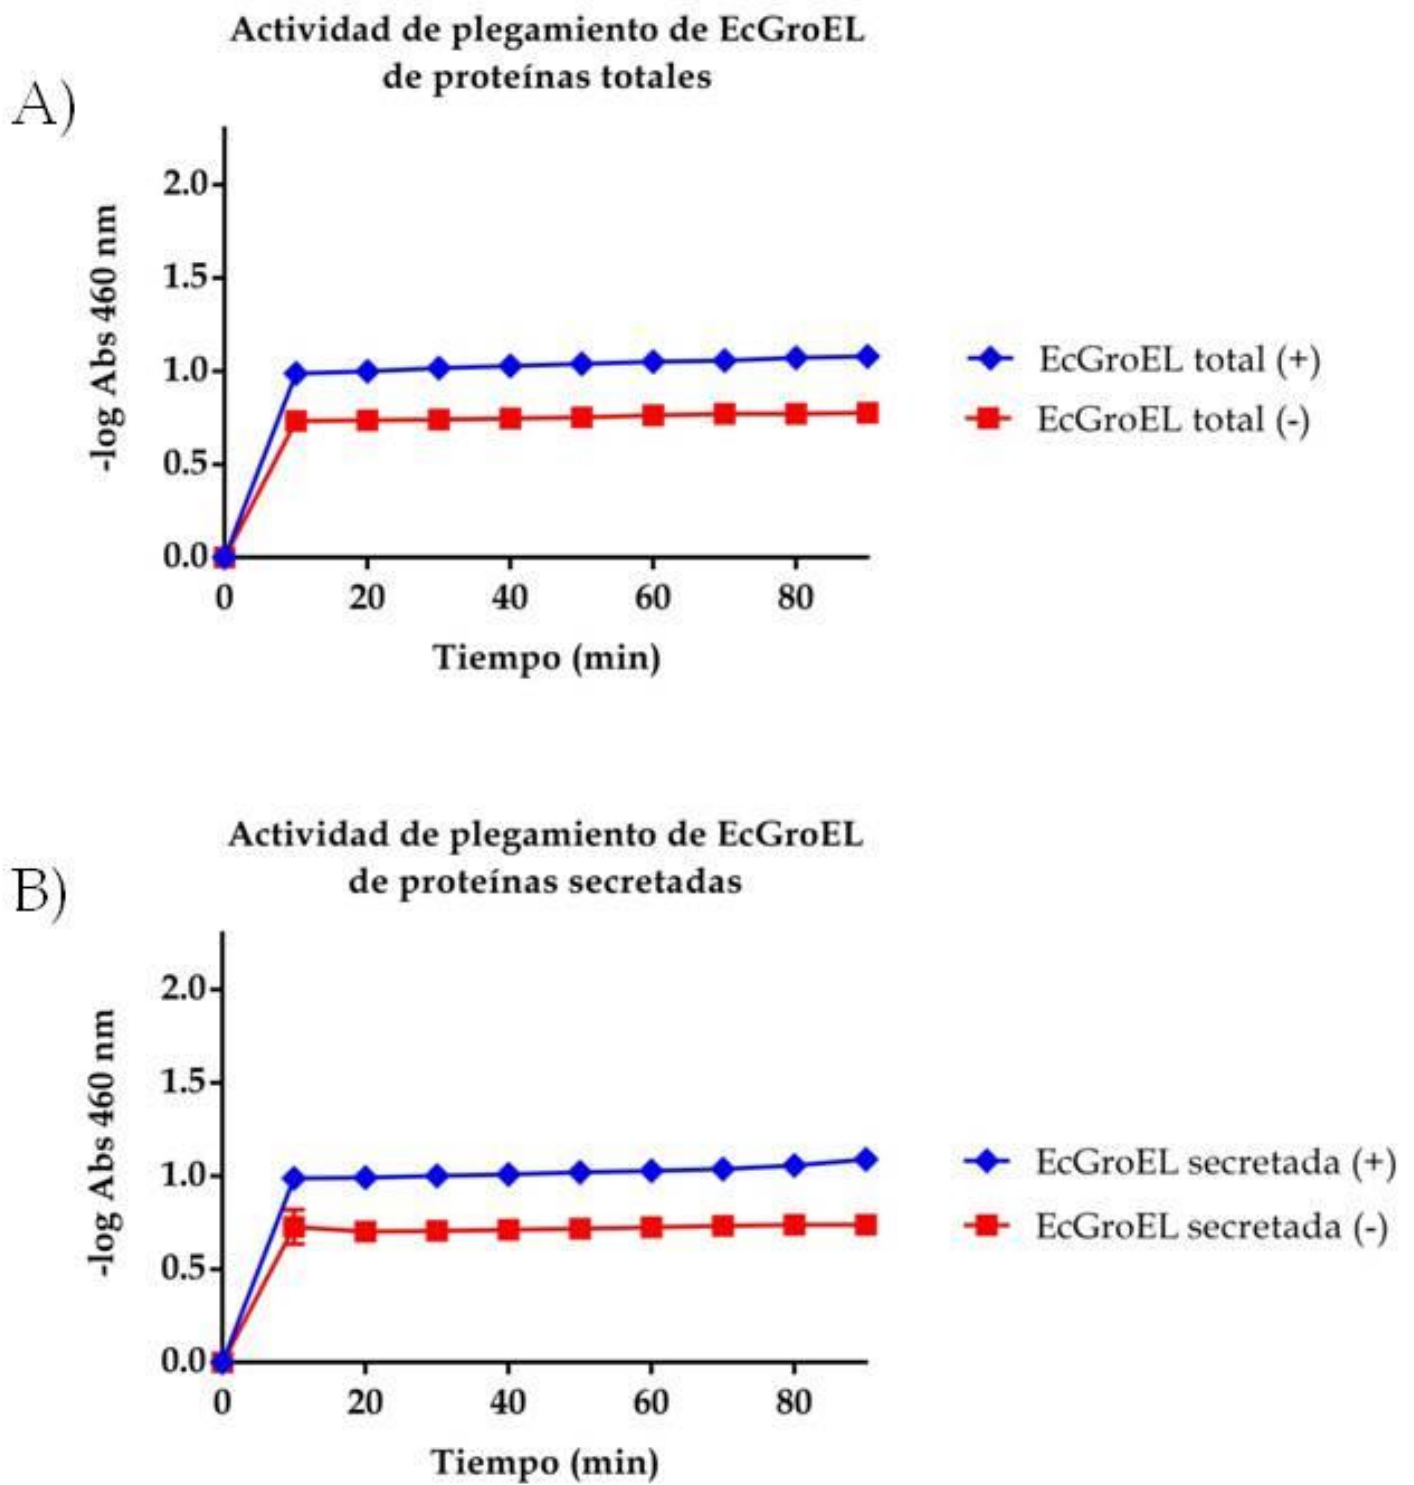 Actividad de plegamiento de EcGroEL
de proteínas totales
A)
-log Abs 460 nm
2.0
1.5
1.0
0.5
0.0
0 20 40 60 80
Tiempo (min)
EcGroEL total (+)
EcGroEL total (-)
Actividad de plegamiento de EcGroEL
de proteínas secretadas
B)
-log Abs 460 nm
2.0
1.5
1.0
0.5
0.0
0 20 40 60 80
Tiempo (min)
EcGroEL secretada (+)
EcGroEL secretada (-)